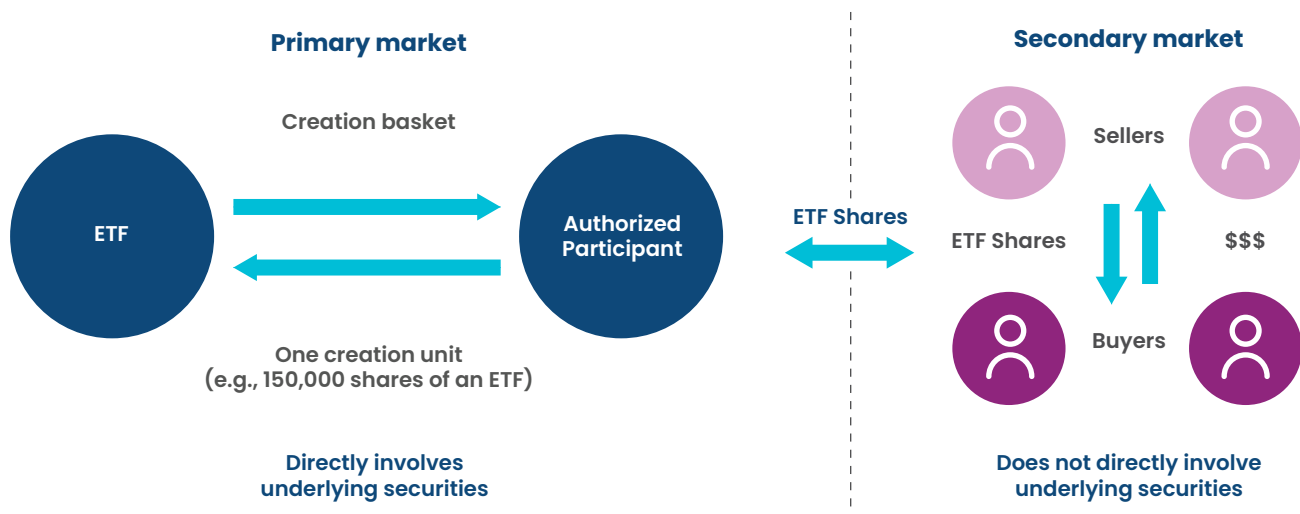 Primary market
Creation basket
ETF
Authorized
Participant
One creation unit
(e.g., 150,000 shares of an ETF)
Directly involves
underlying securities
ETF Shares
Secondary market
Sellers
ETF Shares
$$$
Buyers
Does not directly involve
underlying securities